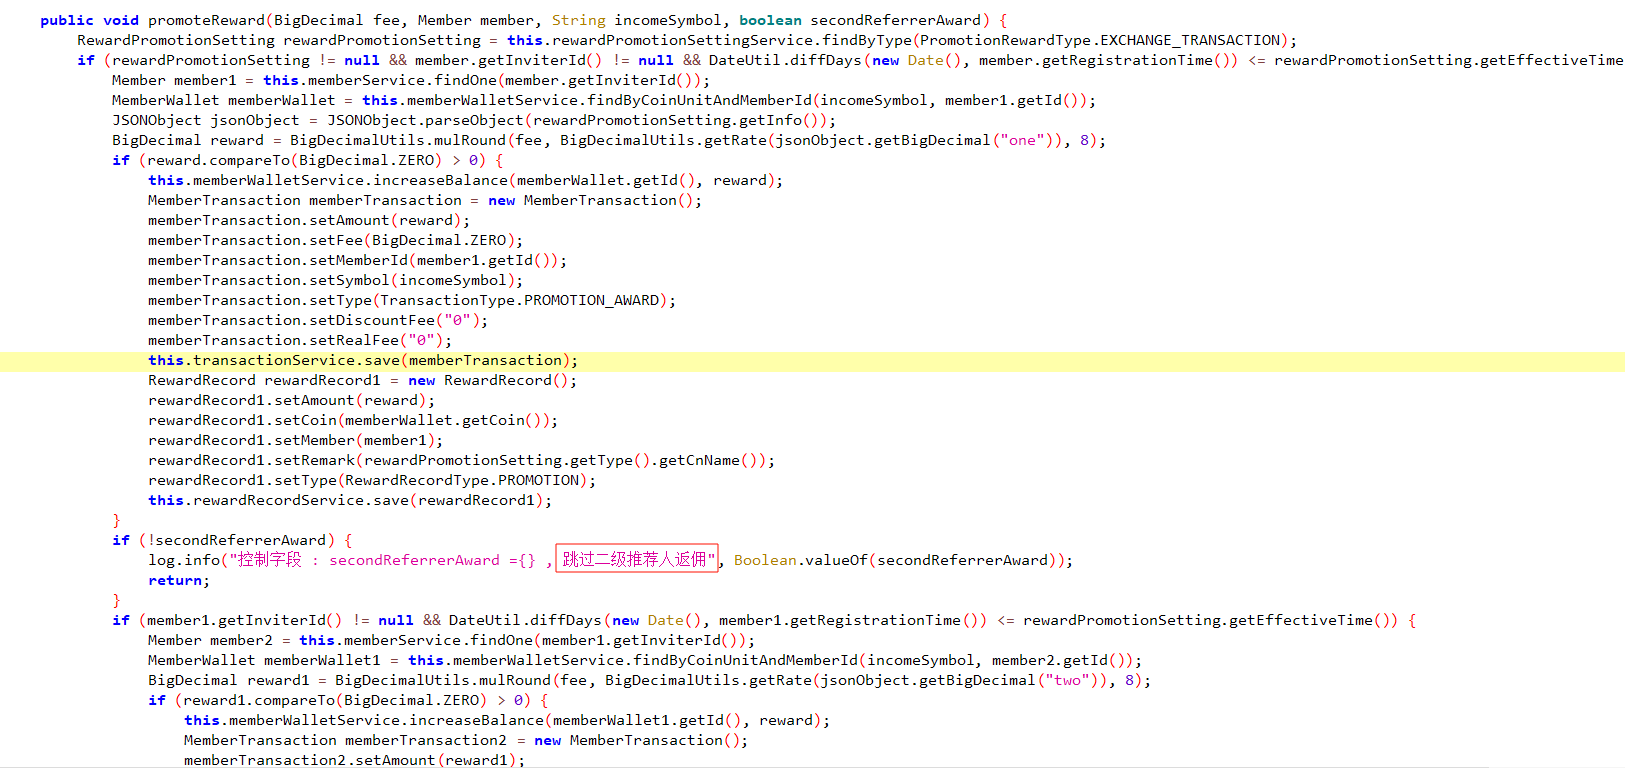 public void promoteReward(BigDecimal fee, Member member, String incomeSymbol, boolean secondReferrerAward) {
RewardPromotionSetting rewardPromotionSetting = this.rewardPromotionSettingService.findByType(PromotionRewardType.EXCHANGE_TRANSACTION);
if (rewardPromotionSetting != null && member.getInviterId() != null && DateUtil.diffDays(new Date(), member.getRegistrationTime()) <= rewardPromotionSetting.getEffectiveTime
Member member1 = this.memberService.findOne(member.getInviterId());
MemberWallet memberWallet = this.memberWalletService.findByCoinUnitAndMemberId(incomeSymbol, member1.getId());
JSONObject jsonObject = JSONObject.parseObject(rewardPromotionSetting.getInfo());
BigDecimal reward = BigDecimalUtils.mulRound(fee, BigDecimalUtils.getRate(jsonObject.getBigDecimal("one")), 8);
if (reward.compareTo(BigDecimal.ZERO) > 0) {
this.memberWalletService.increaseBalance(memberWallet.getId(), reward);
MemberTransaction memberTransaction = new MemberTransaction();
memberTransaction.setAmount(reward);
memberTransaction.setFee(BigDecimal.ZERO);
memberTransaction.setMemberId(member1.getId());
memberTransaction.setSymbol(incomeSymbol);
memberTransaction.setType(TransactionType.PROMOTION_AWARD);
memberTransaction.setDiscountFee("0");
memberTransaction.setRealFee("0");
this.transactionService.save(memberTransaction);
RewardRecord rewardRecord1 = new RewardRecord();
rewardRecord1.setAmount(reward);
rewardRecord1.setCoin(memberWallet.getCoin());
rewardRecord1.setMember(member1);
rewardRecord1.setRemark(rewardPromotionSetting.getType().getCnName());
rewardRecord1.setType(RewardRecordType.PROMOTION);
this.rewardRecordService.save(rewardRecord1);
}
if (!secondReferrerAward) {
log.info("控制字段 : secondReferrerAward ={} , 跳过二级推荐人返佣", Boolean.valueOf(secondReferrerAward));
return;
}
if (member1.getInviterId() != null && DateUtil.diffDays(new Date(), member1.getRegistrationTime()) <= rewardPromotionSetting.getEffectiveTime()) {
Member member2 = this.memberService.findOne(member1.getInviterId());
MemberWallet memberWallet1 = this.memberWalletService.findByCoinUnitAndMemberId(incomeSymbol, member2.getId());
BigDecimal reward1 = BigDecimalUtils.mulRound(fee, BigDecimalUtils.getRate(jsonObject.getBigDecimal("two")), 8);
if (reward1.compareTo(BigDecimal.ZERO) > 0) {
this.memberWalletService.increaseBalance(memberWallet1.getId(), reward);
MemberTransaction memberTransaction2 = new MemberTransaction();
memberTransaction2.setAmount(reward1);